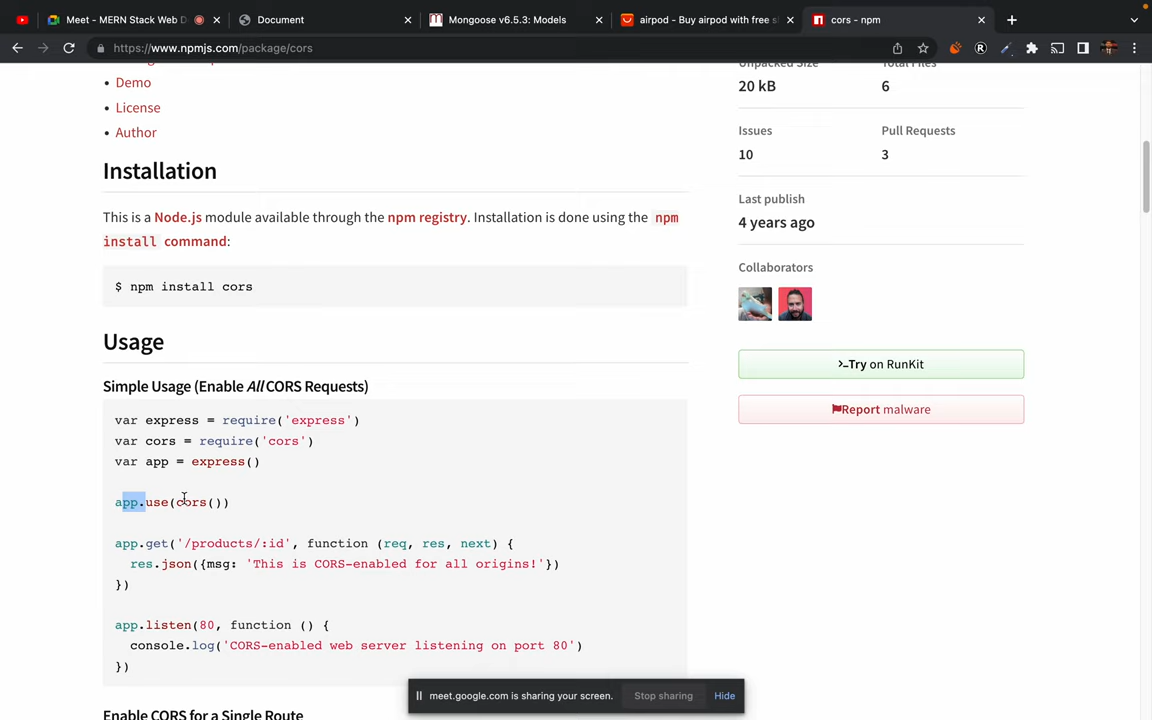 Meet - MERN Stack Web D
Document
Mongoose v6.5.3: Models
airpod - Buy airpod with free s
cors - npm
https://www.npmjs.com/package/cors
Demo
License
Author
Installation
This is a Node.js module available through the npm registry. Installation is done using the npm
install command:
$ npm install cors
Usage
Simple Usage (Enable All CORS Requests)
var express = require('express')
var cors = require('cors')
var app = express()
app.use(cors())
app.get('/products/:id', function (req, res, next) {
res.json({msg: 'This is CORS-enabled for all origins!'})
})
app.listen(80, function () {
console.log('CORS-enabled web server listening on port 80')
})
Enable CORS for a Single Route
Unpacked Size
Total Files
20 kB
6
Issues
Pull Requests
10
3
Last publish
4 years ago
Collaborators
Try on RunKit
Report malware
meet.google.com is sharing your screen.
Stop sharing
Hide